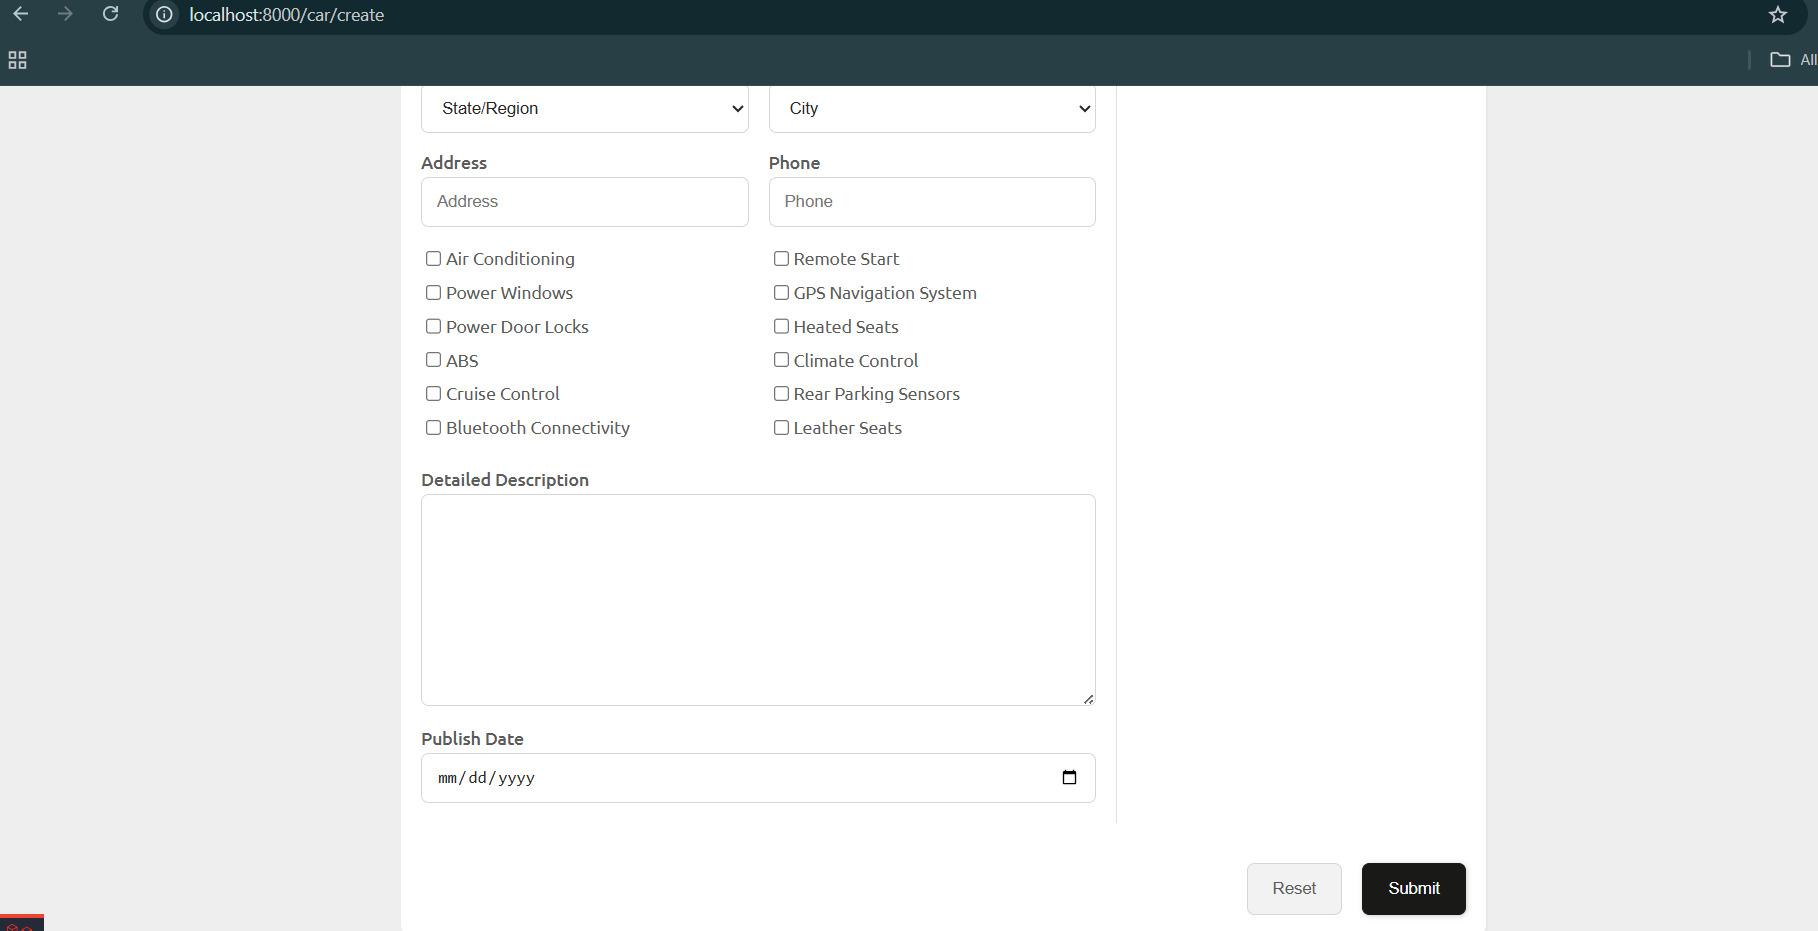 localhost:8000/car/create
All
State/Region City
Address Phone
Address Phone
Air Conditioning Remote Start
Power Windows GPS Navigation System
Power Door Locks Heated Seats
ABS Climate Control
Cruise Control Rear Parking Sensors
Bluetooth Connectivity Leather Seats
Detailed Description
Publish Date
mm/dd/yyyy
Reset Submit